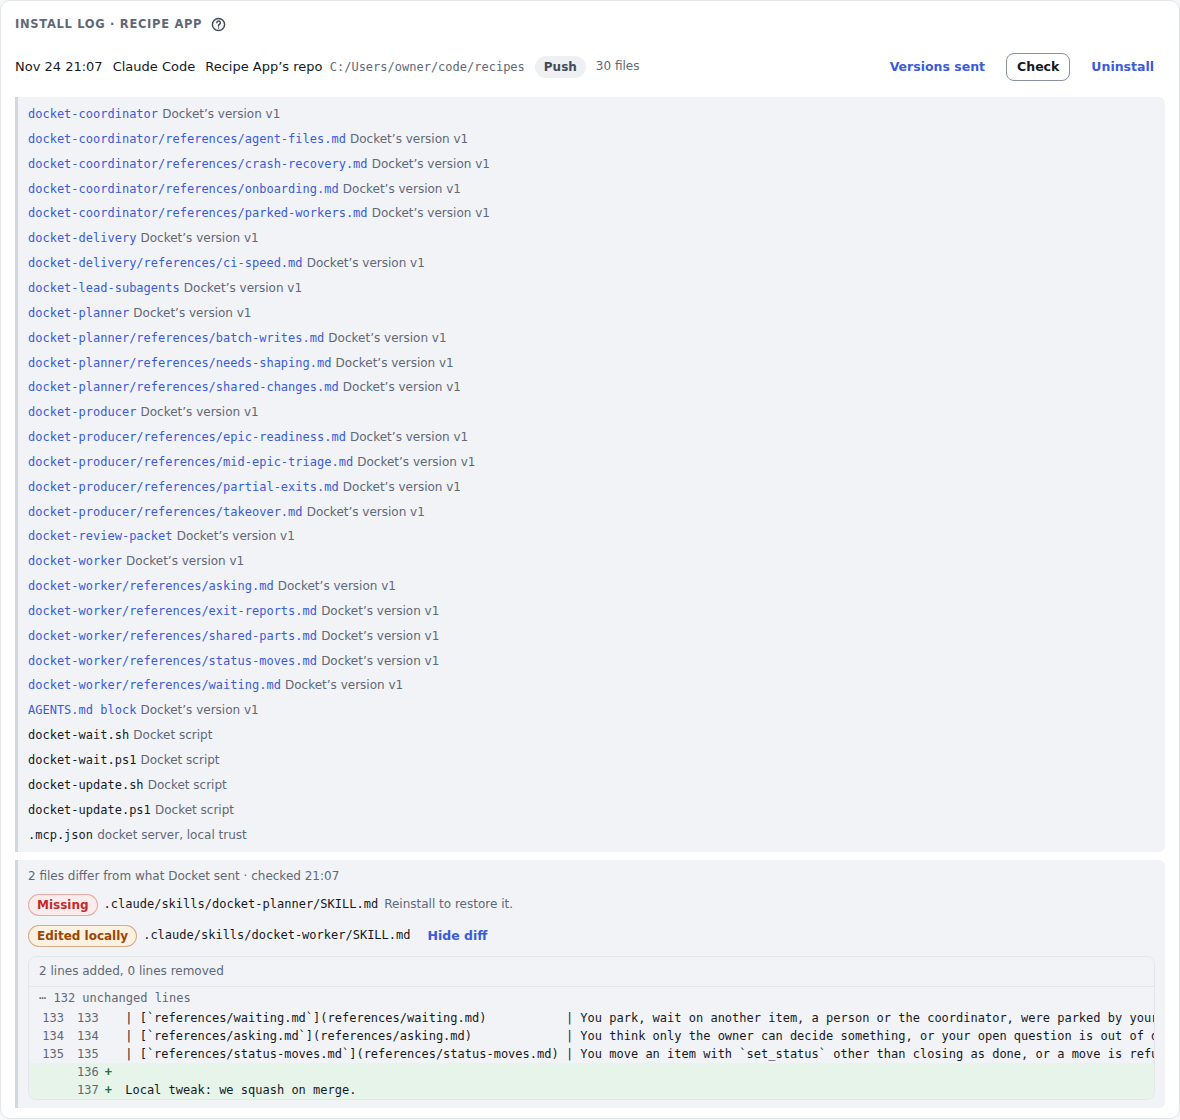 INSTALL LOG · RECIPE APP
Nov 24 21:07 Claude Code Recipe App’s repo C:/Users/owner/code/recipes Push 30 files Versions sent Check Uninstall
docket-coordinator Docket’s version v1
docket-coordinator/references/agent-files.md Docket’s version v1
docket-coordinator/references/crash-recovery.md Docket’s version v1
docket-coordinator/references/onboarding.md Docket’s version v1
docket-coordinator/references/parked-workers.md Docket’s version v1
docket-delivery Docket’s version v1
docket-delivery/references/ci-speed.md Docket’s version v1
docket-lead-subagents Docket’s version v1
docket-planner Docket’s version v1
docket-planner/references/batch-writes.md Docket’s version v1
docket-planner/references/needs-shaping.md Docket’s version v1
docket-planner/references/shared-changes.md Docket’s version v1
docket-producer Docket’s version v1
docket-producer/references/epic-readiness.md Docket’s version v1
docket-producer/references/mid-epic-triage.md Docket’s version v1
docket-producer/references/partial-exits.md Docket’s version v1
docket-producer/references/takeover.md Docket’s version v1
docket-review-packet Docket’s version v1
docket-worker Docket’s version v1
docket-worker/references/asking.md Docket’s version v1
docket-worker/references/exit-reports.md Docket’s version v1
docket-worker/references/shared-parts.md Docket’s version v1
docket-worker/references/status-moves.md Docket’s version v1
docket-worker/references/waiting.md Docket’s version v1
AGENTS.md block Docket’s version v1
docket-wait.sh Docket script
docket-wait.ps1 Docket script
docket-update.sh Docket script
docket-update.ps1 Docket script
.mcp.json docket server, local trust
2 files differ from what Docket sent · checked 21:07
Missing .claude/skills/docket-planner/SKILL.md Reinstall to restore it.
Edited locally .claude/skills/docket-worker/SKILL.md Hide diff
2 lines added, 0 lines removed
⋯ 132 unchanged lines
133 133 | [`references/waiting.md`](references/waiting.md) | You park, wait on another item, a person or the coordinator, were parked by your
134 134 | [`references/asking.md`](references/asking.md) | You think only the owner can decide something, or your open question is out of
135 135 | [`references/status-moves.md`](references/status-moves.md) | You move an item with `set_status` other than closing as done, or a move is
136 +
137 + Local tweak: we squash on merge.